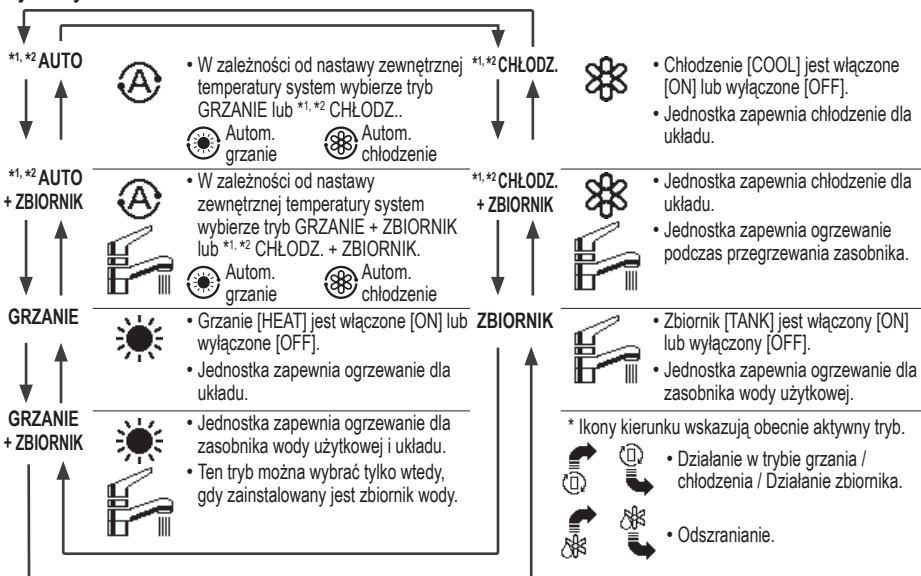 *1, *2 AUTO
• W zależności od nastawy zewnętrznej
temperatury system wybierze tryb
GRZANIE lub *1, *2 CHŁODZ..
Autom.
grzanie
Autom.
chłodzenie
*1, *2 AUTO
+ ZBIORNIK
• W zależności od nastawy
zewnętrznej temperatury system
wybierze tryb GRZANIE + ZBIORNIK
lub *1, *2 CHŁODZ. + ZBIORNIK.
Autom.
grzanie
Autom.
chłodzenie
GRZANIE
• Grzanie [HEAT] jest włączone [ON] lub
wyłączone [OFF].
• Jednostka zapewnia ogrzewanie dla
układu.
GRZANIE
+ ZBIORNIK
• Jednostka zapewnia ogrzewanie dla
zasobnika wody użytkowej i układu.
• Ten tryb można wybrać tylko wtedy,
gdy zainstalowany jest zbiornik wody.
*1, *2 CHŁODZ.
• Chłodzenie [COOL] jest włączone
[ON] lub wyłączone [OFF].
• Jednostka zapewnia chłodzenie dla
układu.
*1, *2 CHŁODZ.
+ ZBIORNIK
• Jednostka zapewnia chłodzenie dla
układu.
• Jednostka zapewnia ogrzewanie
podczas przegrzewania zasobnika.
ZBIORNIK
• Zbiornik [TANK] jest włączony [ON]
lub wyłączony [OFF].
• Jednostka zapewnia ogrzewanie dla
zasobnika wody użytkowej.
* Ikony kierunku wskazują obecnie aktywny tryb.
• Działanie w trybie grzania /
chłodzenia / Działanie zbiornika.
• Odszranianie.